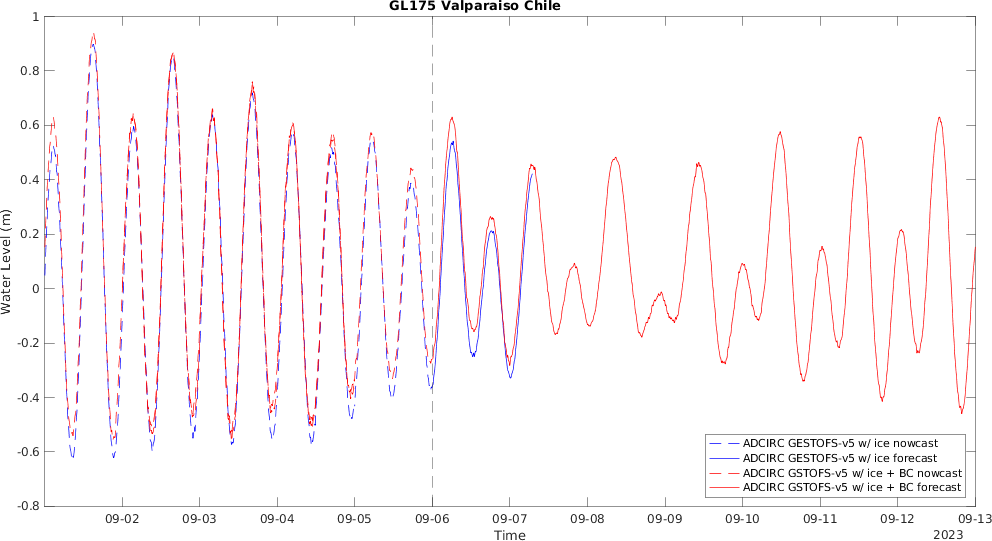 GL175 Valparaiso Chile
1
0.8
0.6
0.4
0.2
0
-0.2
-0.4
-0.6
-0.8
Water Level (m)
ADCIRC GESTOFS-v5 w/ ice nowcast
ADCIRC GESTOFS-v5 w/ ice forecast
ADCIRC GSTOFS-v5 w/ ice + BC nowcast
ADCIRC GSTOFS-v5 w/ ice + BC forecast
09-02 09-03 09-04 09-05 09-06 09-07 09-08 09-09 09-10 09-11 09-12 09-13
Time
2023